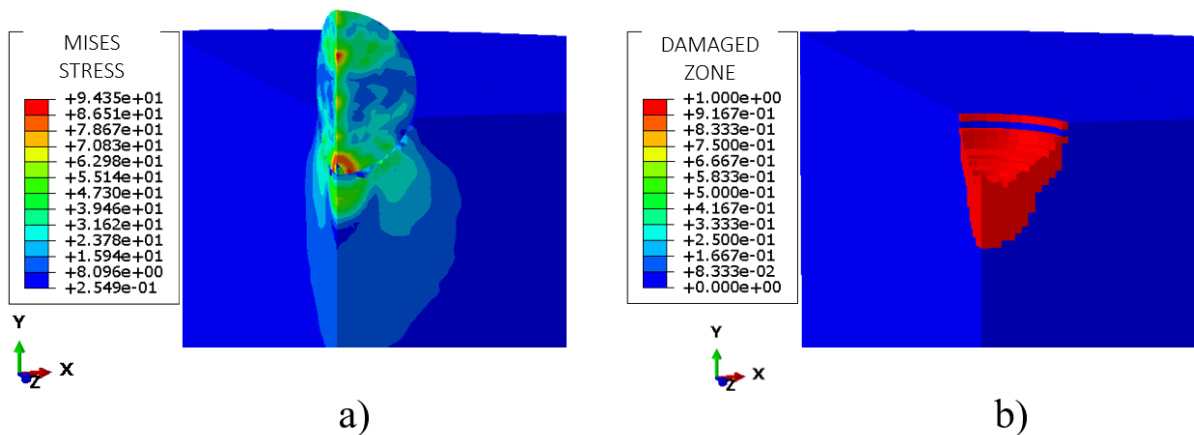 MISES
STRESS
+9.435e+01
+8.651e+01
+7.867e+01
+7.083e+01
+6.298e+01
+5.514e+01
+4.730e+01
+3.946e+01
+3.162e+01
+2.378e+01
+1.594e+01
+8.096e+00
+2.549e-01
Y
X
Z
a)
DAMAGED
ZONE
+1.000e+00
+9.167e-01
+8.333e-01
+7.500e-01
+6.667e-01
+5.833e-01
+5.000e-01
+4.167e-01
+3.333e-01
+2.500e-01
+1.667e-01
+8.333e-02
+0.000e+00
Y
X
Z
b)